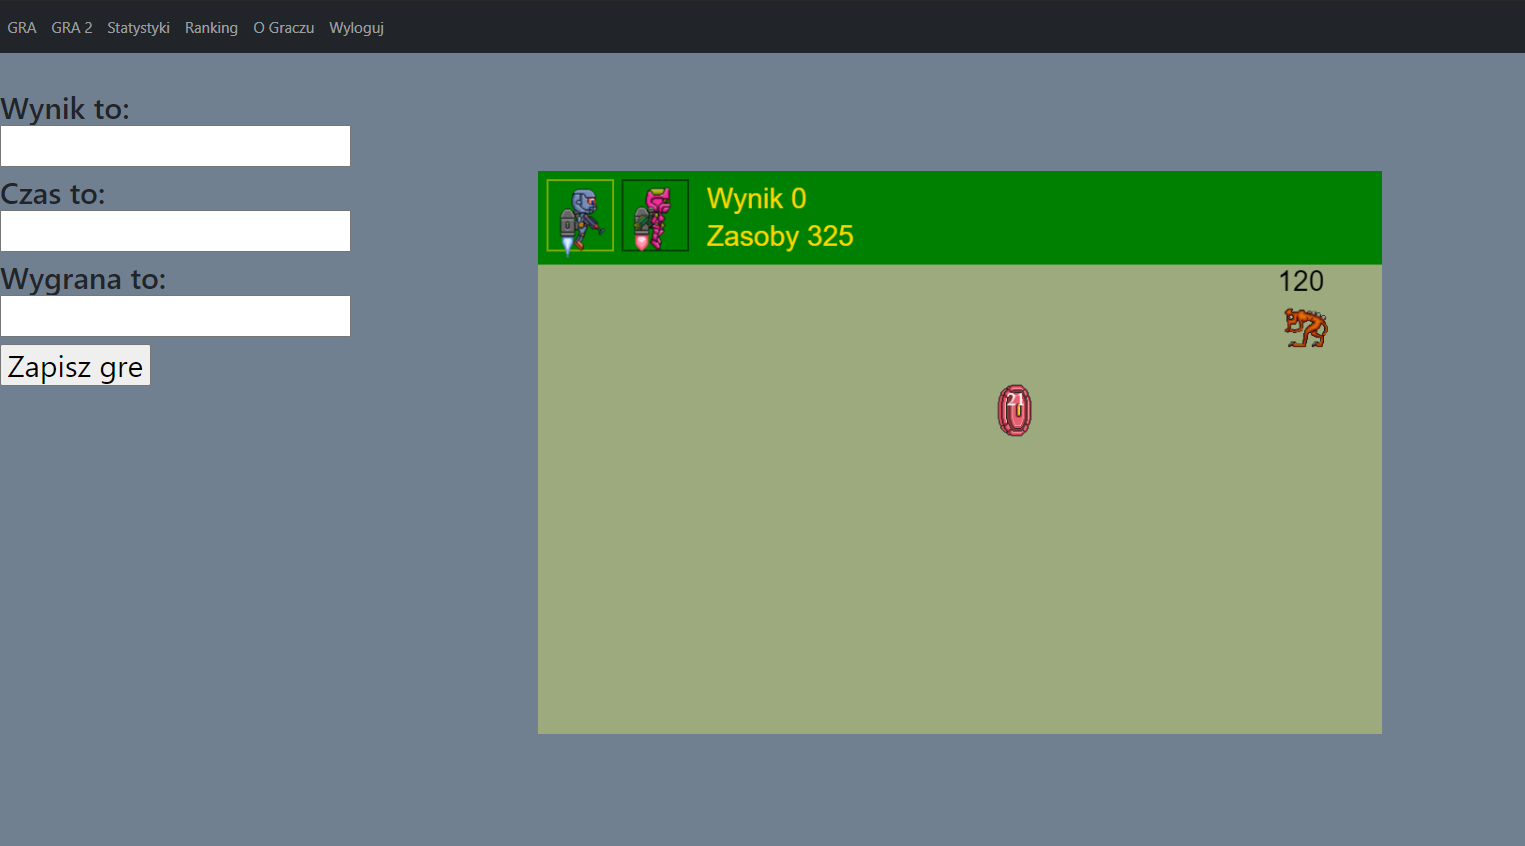 GRA GRA 2 Statystyki Ranking O Graczu Wyloguj
Wynik to:
Czas to:
Wygrana to:
Zapisz gre
Wynik 0
Zasoby 325
120
21